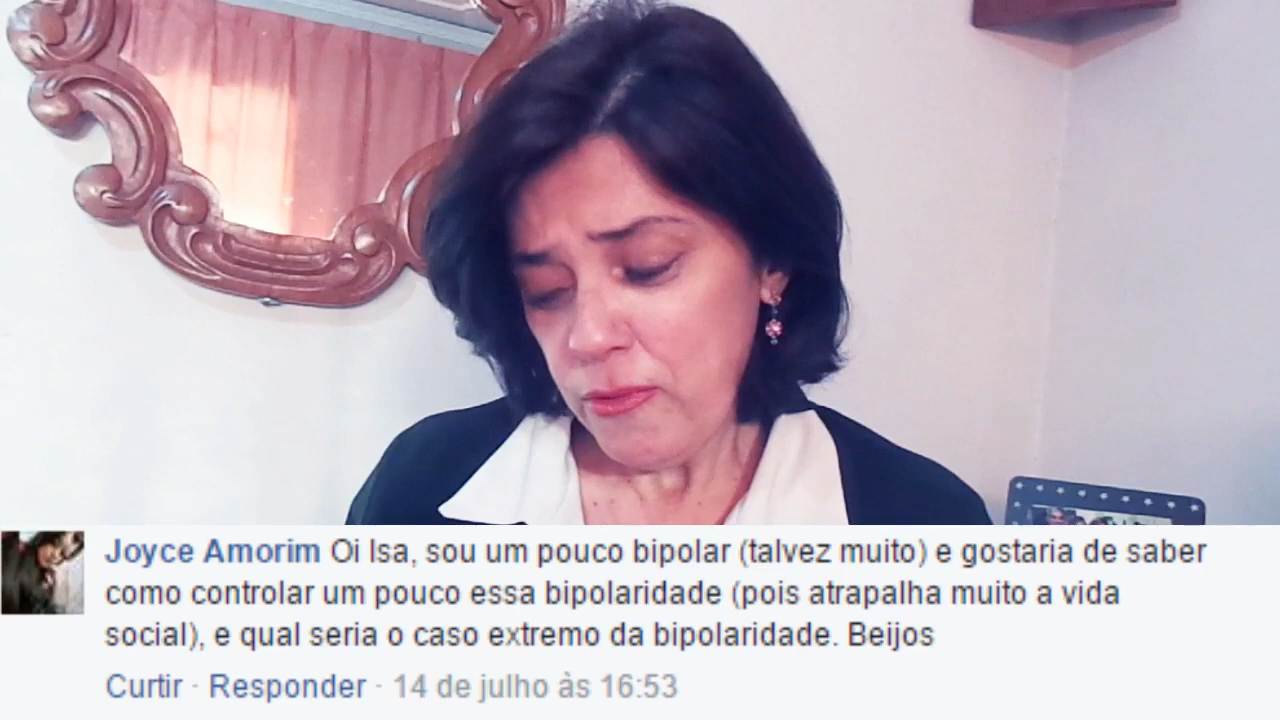 Joyce Amorim Oi Isa, sou um pouco bipolar (talvez muito) e gostaria de saber
como controlar um pouco essa bipolaridade (pois atrapalha muito a vida
social), e qual seria o caso extremo da bipolaridade. Beijos
Curtir · Responder · 14 de julho às 16:53